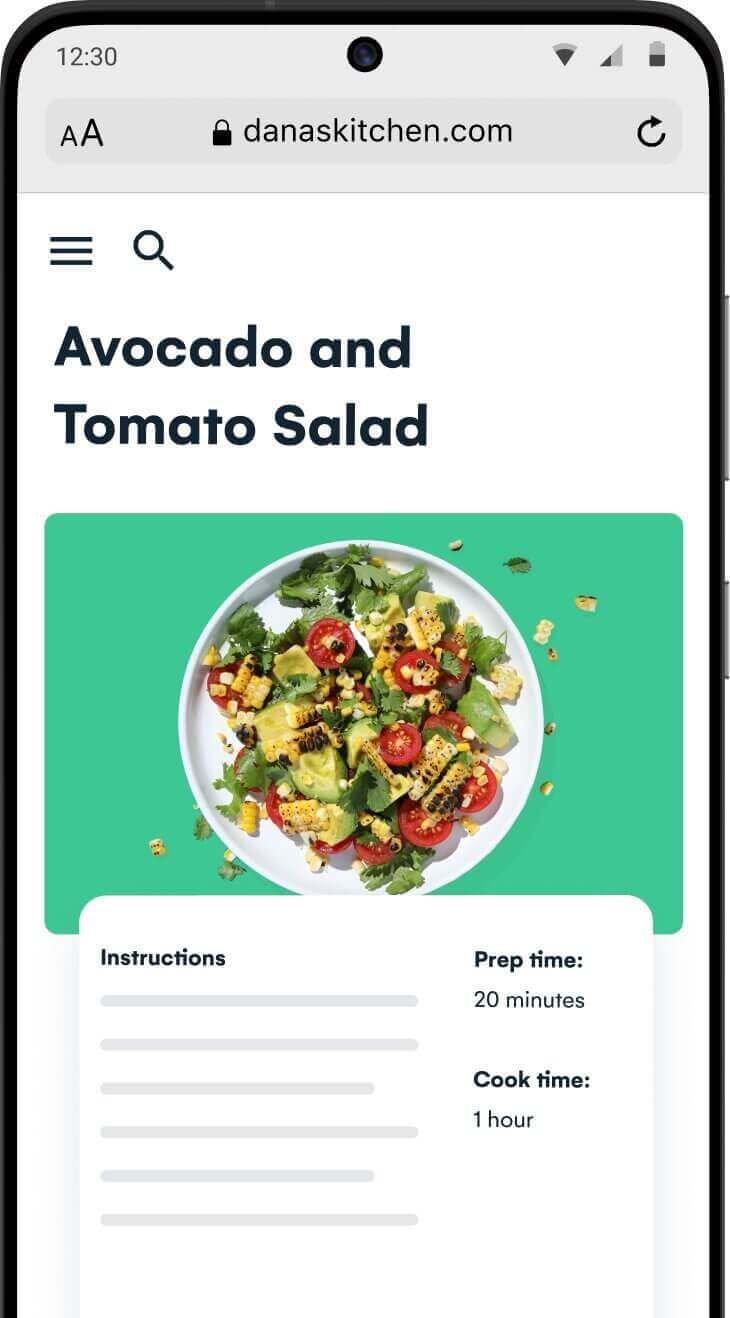 12:30
AA danaskitchen.com
Avocado and
Tomato Salad
Instructions
Prep time:
20 minutes
Cook time:
1 hour